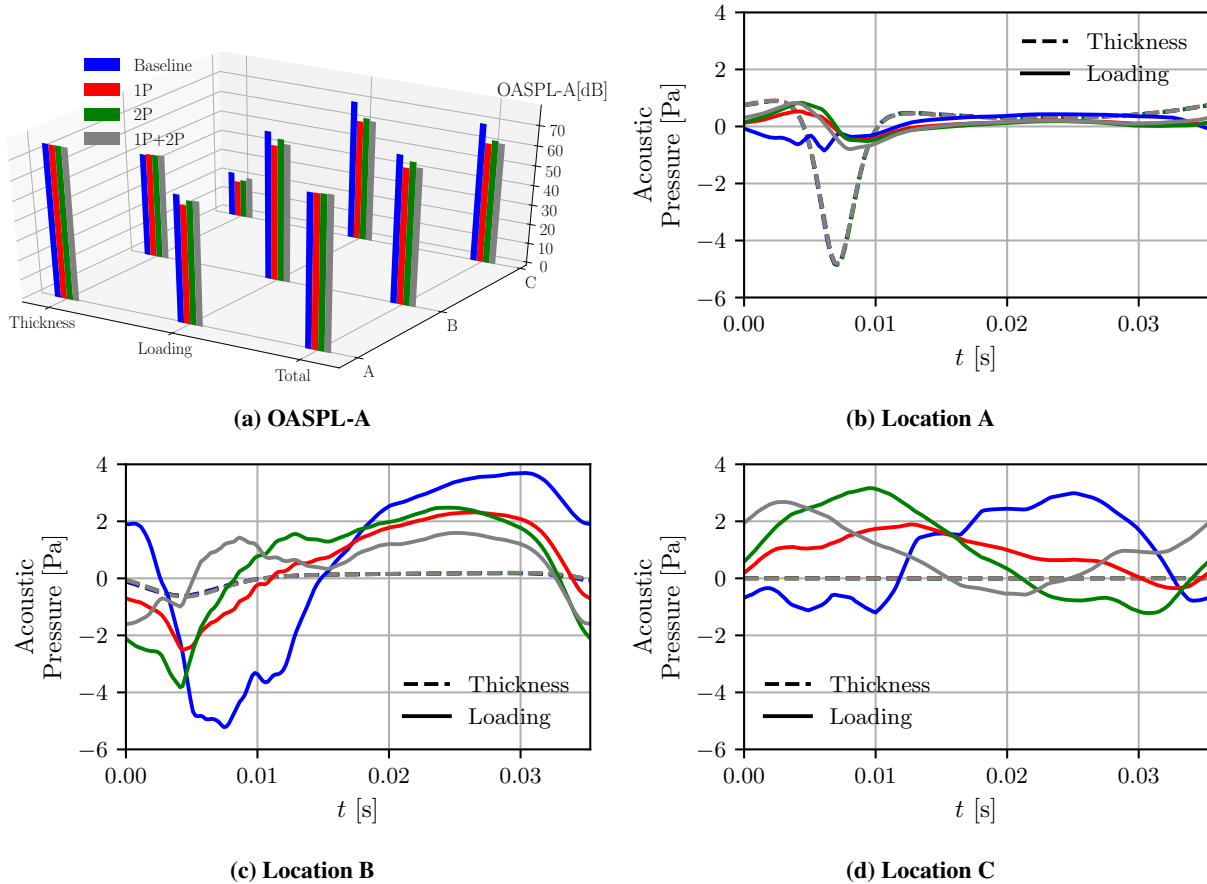 Baseline
1P
2P
1P+2P
OASPL-A[dB]
70
60
50
40
30
20
10
0
C
B
A
Thickness
Loading
Total
(a) OASPL-A
4
2
0
−2
−4
−6
Acoustic
Pressure [Pa]
Thickness
Loading
0.00 0.01 0.02 0.03
t [s]
(b) Location A
4
2
0
−2
−4
−6
Acoustic
Pressure [Pa]
Thickness
Loading
0.00 0.01 0.02 0.03
t [s]
(c) Location B
4
2
0
−2
−4
−6
Acoustic
Pressure [Pa]
Thickness
Loading
0.00 0.01 0.02 0.03
t [s]
(d) Location C